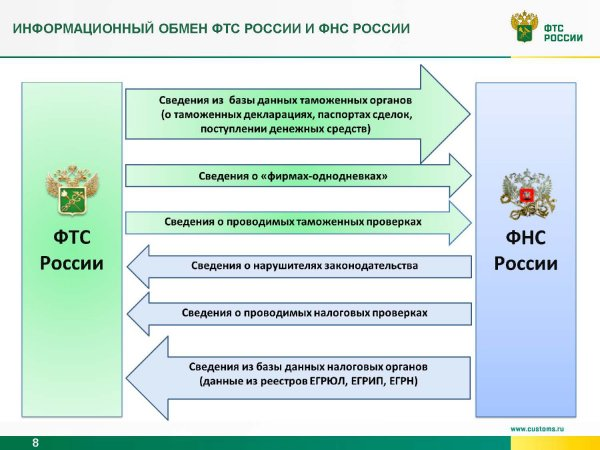 ИНФОРМАЦИОННЫЙ ОБМЕН ФТС РОССИИ И ФНС РОССИИ
ФТС
РОССИИ
Сведения из базы данных таможенных органов
(о таможенных декларациях, паспортах сделок,
поступлении денежных средств)
Сведения о «фирмах-однодневках»
Сведения о проводимых таможенных проверках
ФТС
России
ФНС
России
Сведения о нарушителях законодательства
Сведения о проводимых налоговых проверках
Сведения из базы данных налоговых органов
(данные из реестров ЕГРЮЛ, ЕГРИП, ЕГРН)
www.customs.ru
8